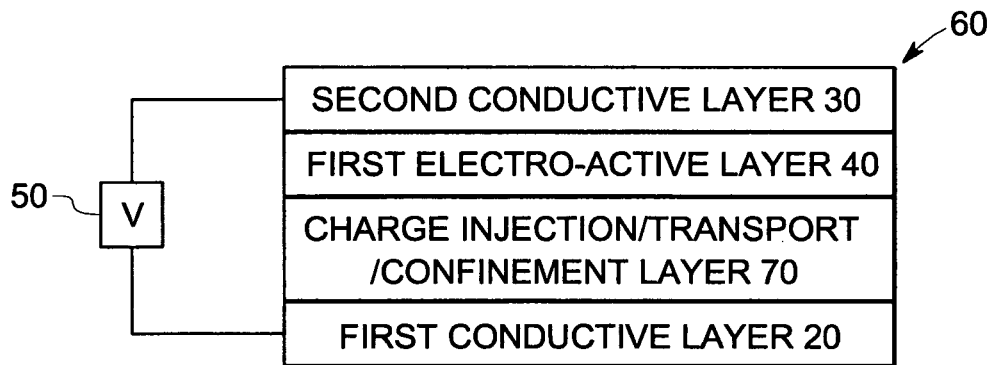 60
SECOND CONDUCTIVE LAYER 30
FIRST ELECTRO-ACTIVE LAYER 40
50
V
CHARGE INJECTION/TRANSPORT
/CONFINEMENT LAYER 70
FIRST CONDUCTIVE LAYER 20